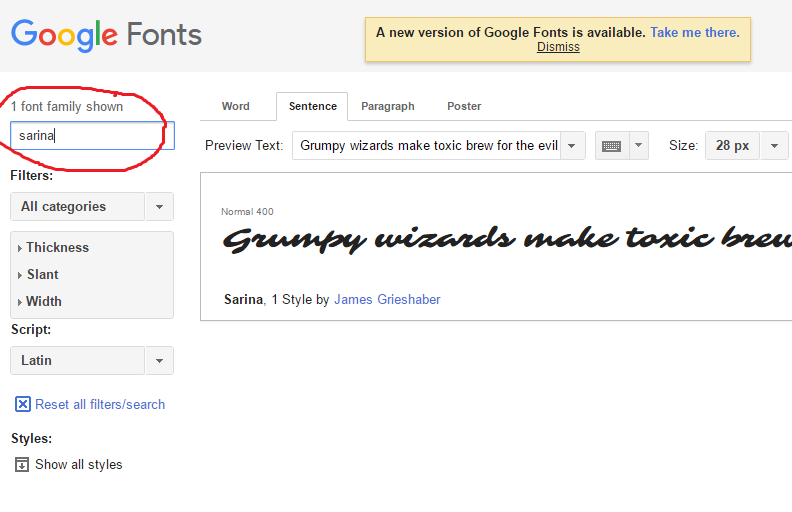 Google Fonts
A new version of Google Fonts is available. Take me there.
Dismiss
1 font family shown
sarina
Filters:
All categories
Thickness
Slant
Width
Script:
Latin
Reset all filters/search
Styles:
Show all styles
Word Sentence Paragraph Poster
Preview Text: Grumpy wizards make toxic brew for the evil Size: 28 px
Normal 400
Grumpy wizards make toxic brew
Sarina, 1 Style by James Grieshaber